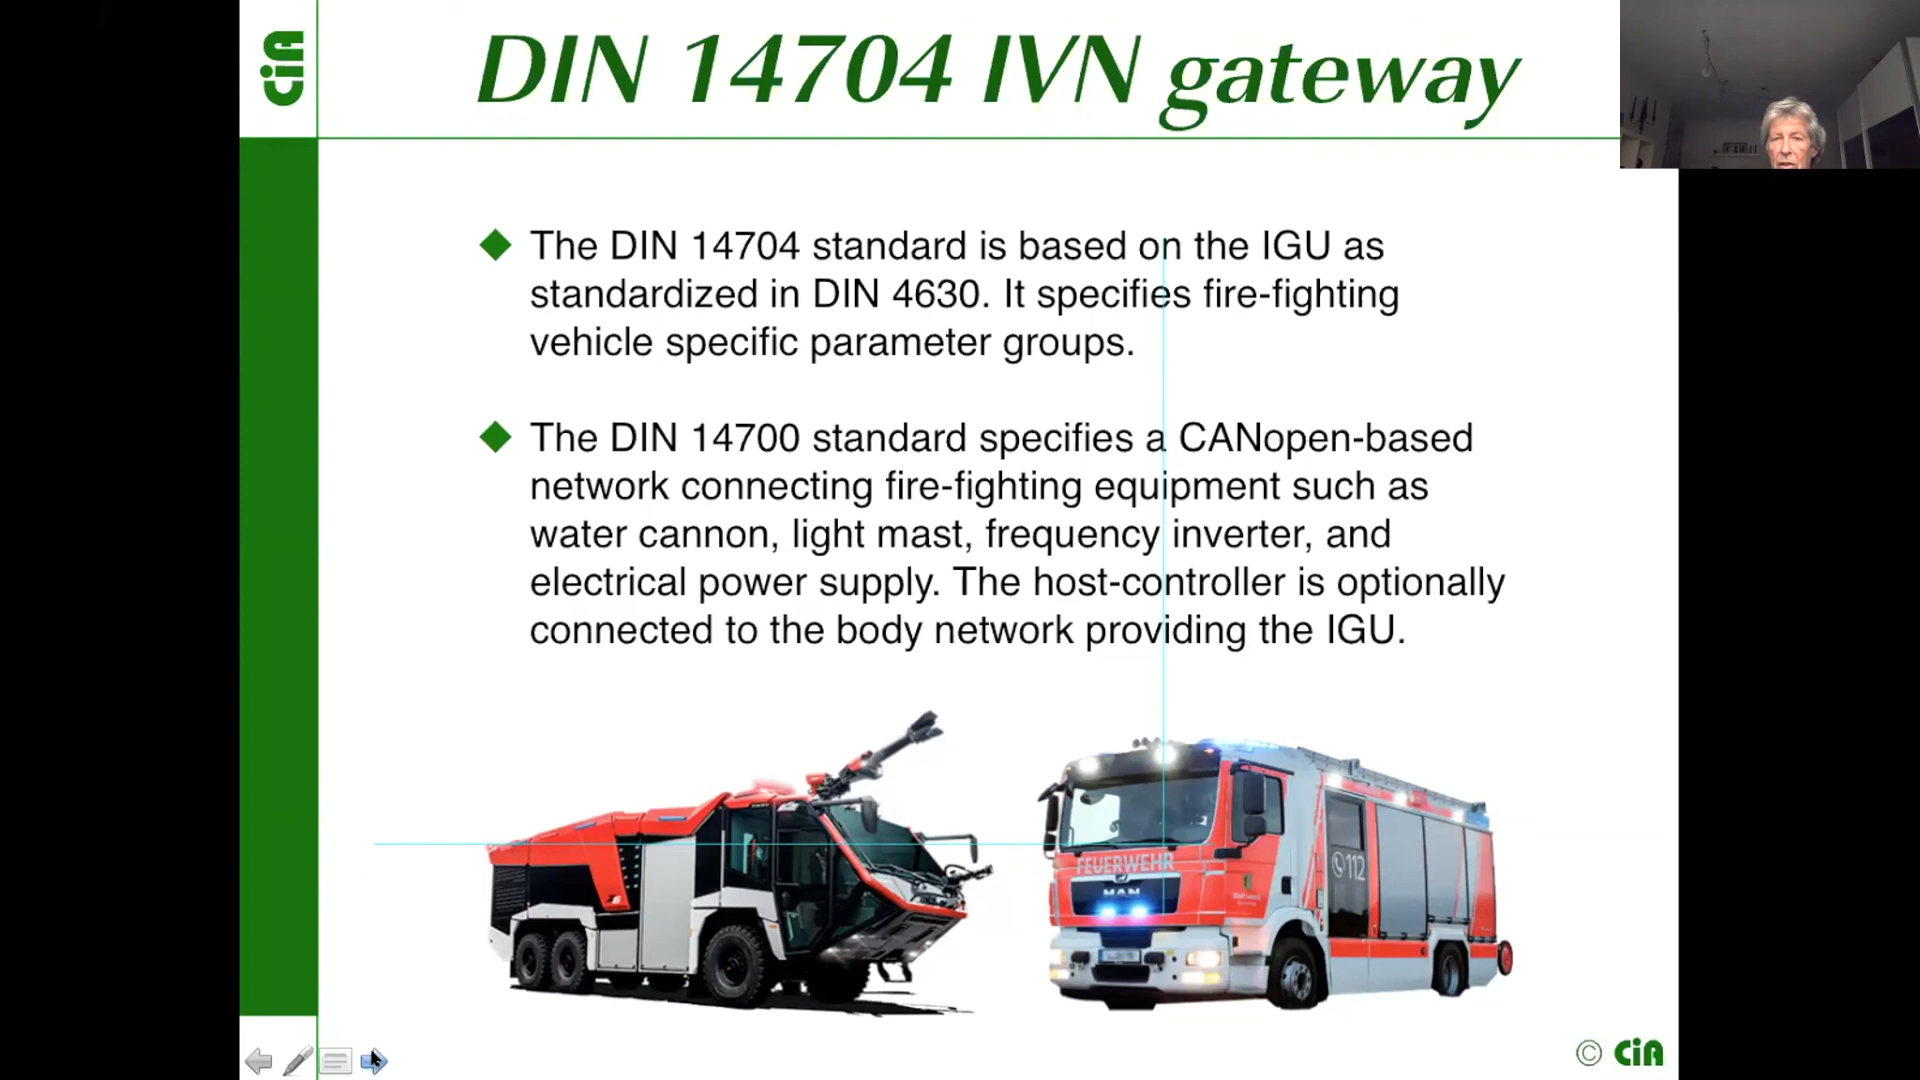 CiA
DIN 14704 IVN gateway
The DIN 14704 standard is based on the IGU as
standardized in DIN 4630. It specifies fire-fighting
vehicle specific parameter groups.
The DIN 14700 standard specifies a CANopen-based
network connecting fire-fighting equipment such as
water cannon, light mast, frequency inverter, and
electrical power supply. The host-controller is optionally
connected to the body network providing the IGU.
FEUERWEHR
MAN
112
© CiA